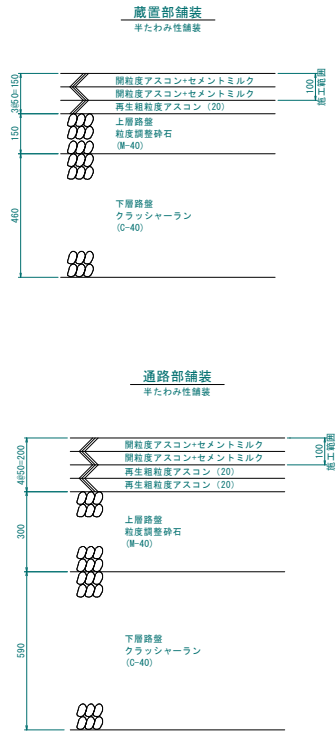 蔵置部舗装
半たわみ性舗装
3@50=150
開粒度アスコン+セメントミルク
開粒度アスコン+セメントミルク
再生粗粒度アスコン（20）
100
施工範囲
150
上層路盤
粒度調整砕石
(M-40)
460
下層路盤
クラッシャーラン
(C-40)
通路部舗装
半たわみ性舗装
4@50=200
開粒度アスコン+セメントミルク
開粒度アスコン+セメントミルク
再生粗粒度アスコン（20）
再生粗粒度アスコン（20）
100
施工範囲
300
上層路盤
粒度調整砕石
(M-40)
590
下層路盤
クラッシャーラン
(C-40)